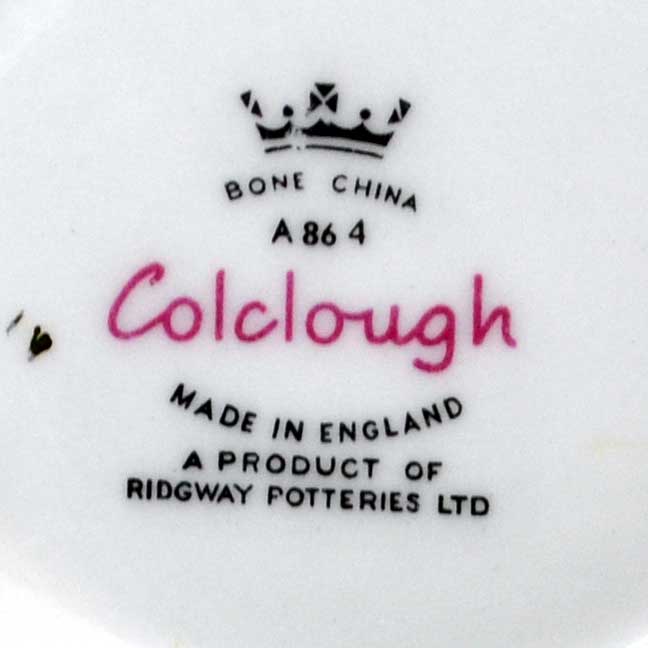 BONE CHINA
A 86 4
Colclough
MADE IN ENGLAND
A PRODUCT OF
RIDGWAY POTTERIES LTD